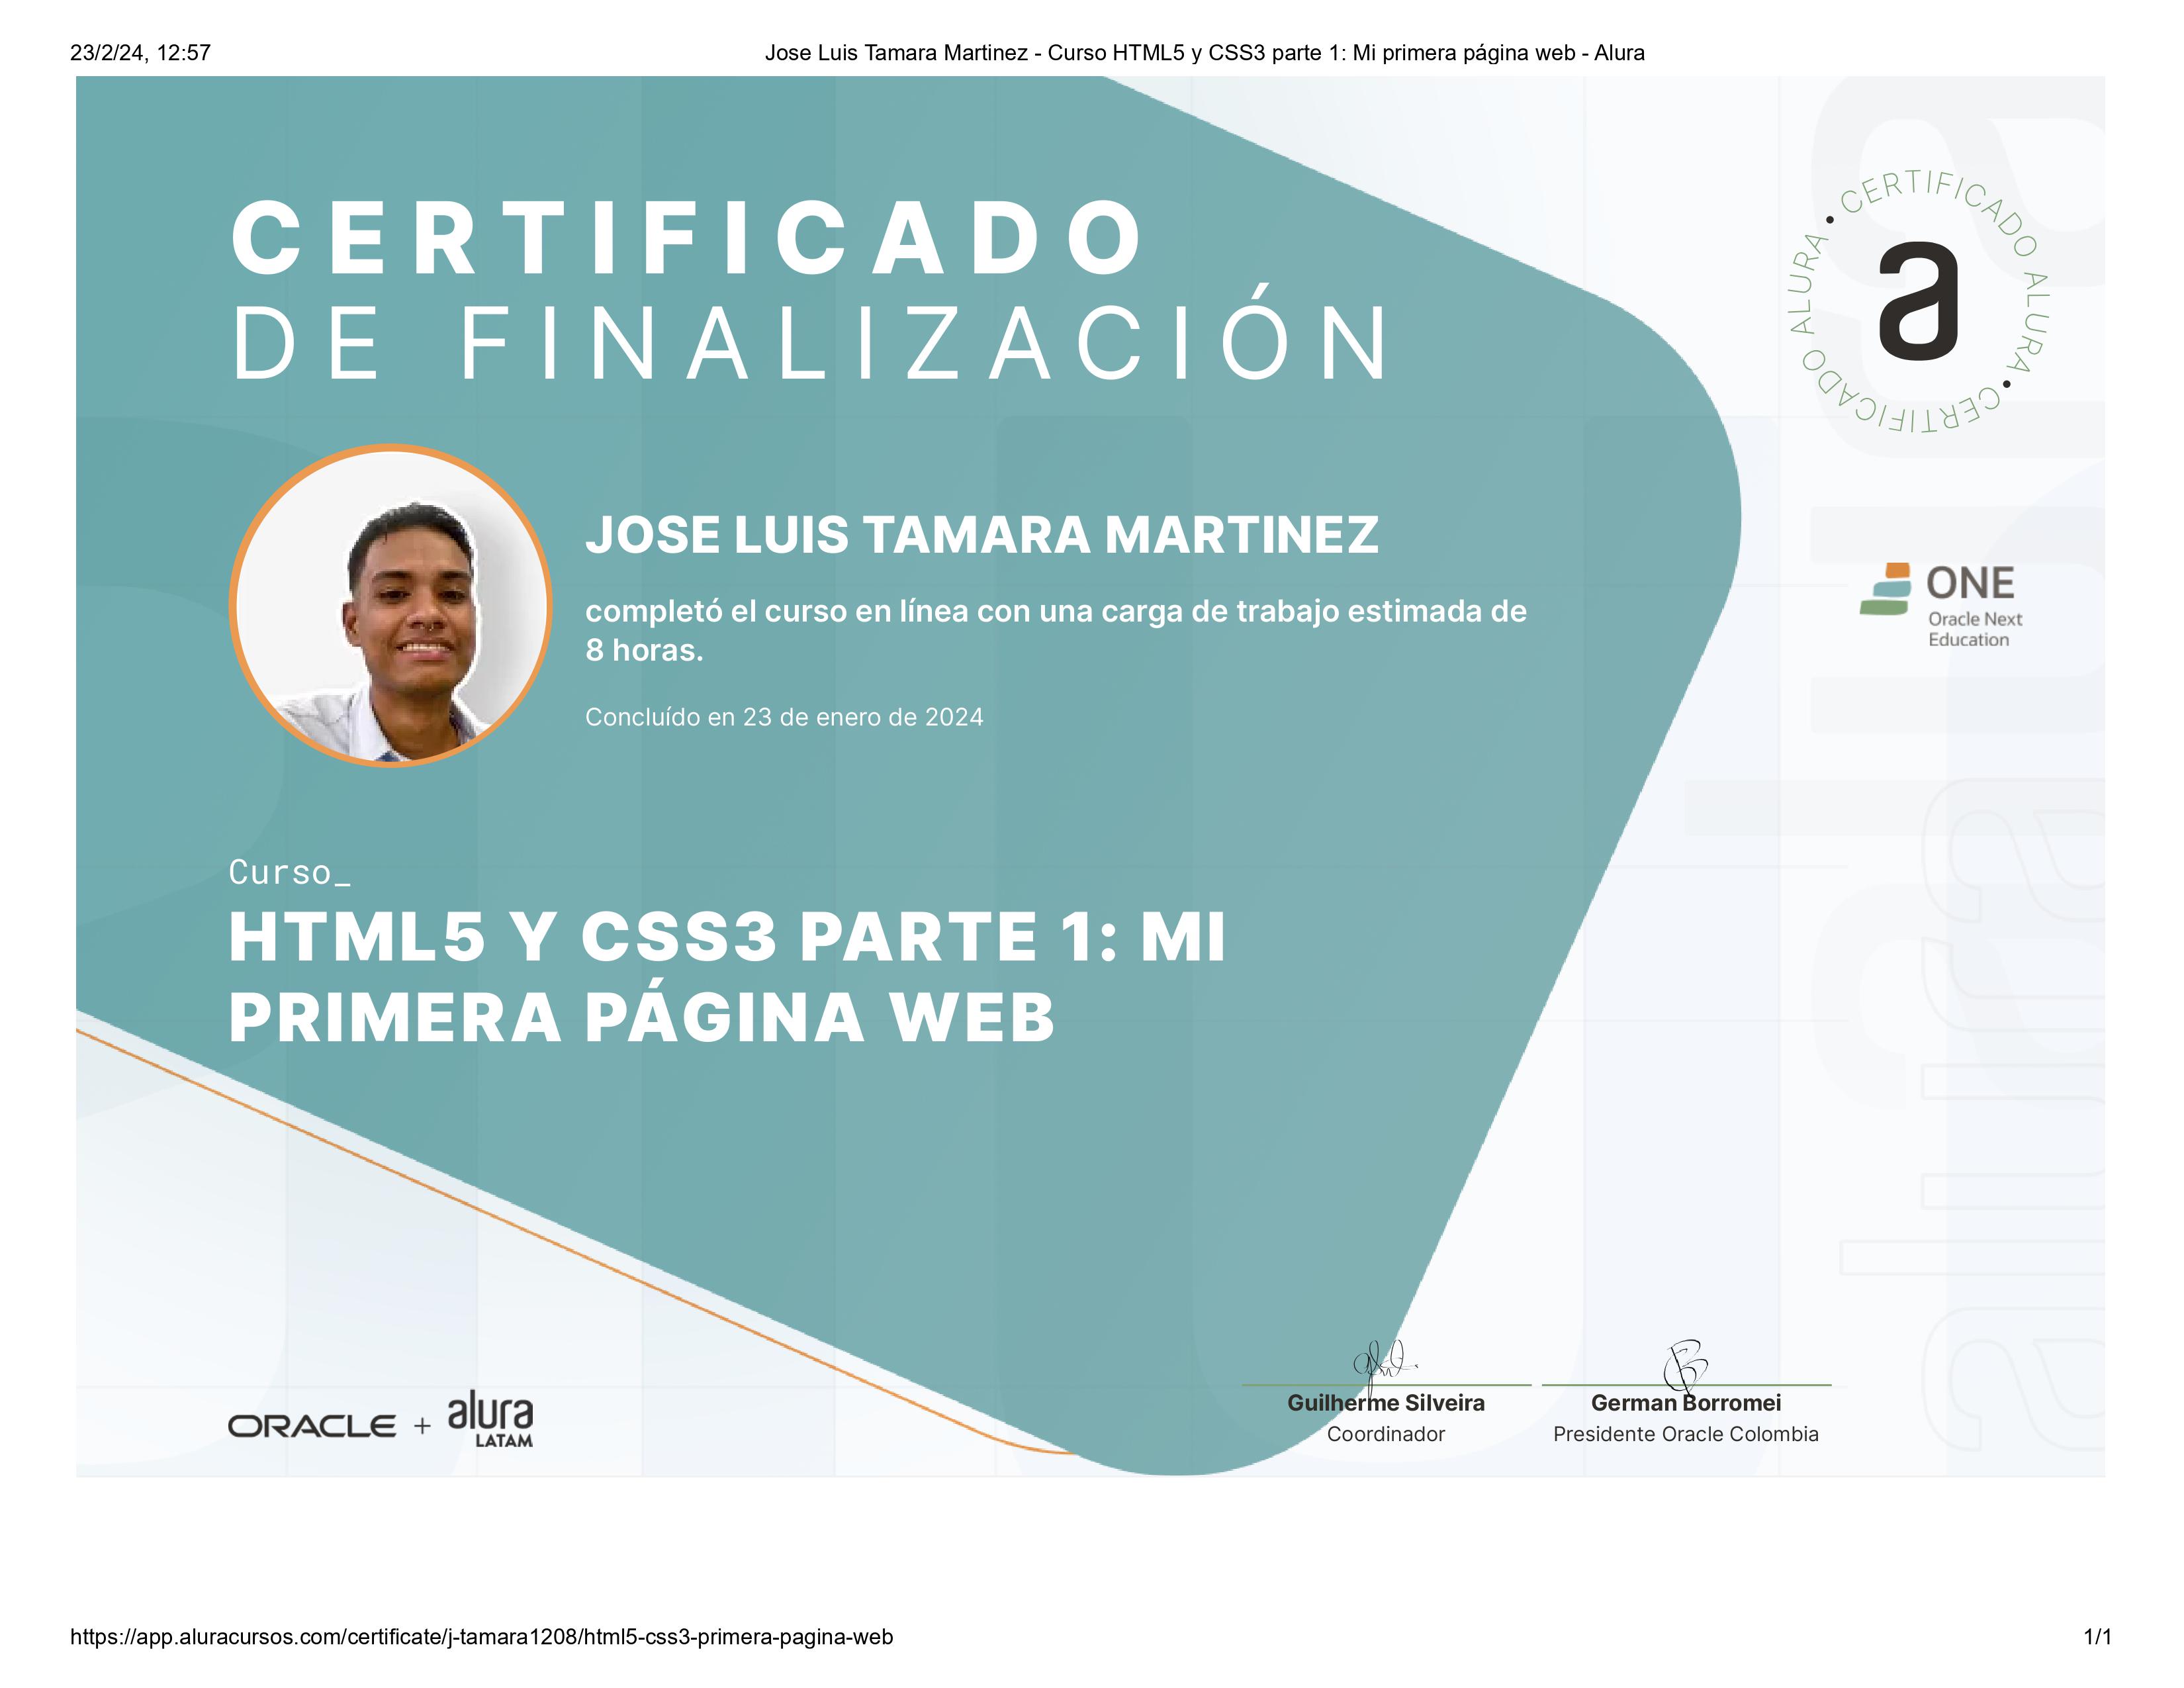 23/2/24, 12:57
Jose Luis Tamara Martinez - Curso HTML5 y CSS3 parte 1: Mi primera página web - Alura
CERTIFICADO
DE FINALIZACIÓN
• CERTIFICADO ALURA • CERTIFICADO ALURA
a
JOSE LUIS TAMARA MARTINEZ
completó el curso en línea con una carga de trabajo estimada de
8 horas.
Concluído en 23 de enero de 2024
ONE
Oracle Next
Education
Curso_
HTML5 Y CSS3 PARTE 1: MI
PRIMERA PÁGINA WEB
ORACLE + alura
LATAM
Guilherme Silveira
Coordinador
German Borromei
Presidente Oracle Colombia
alura
https://app.aluracursos.com/certificate/j-tamara1208/html5-css3-primera-pagina-web
1/1